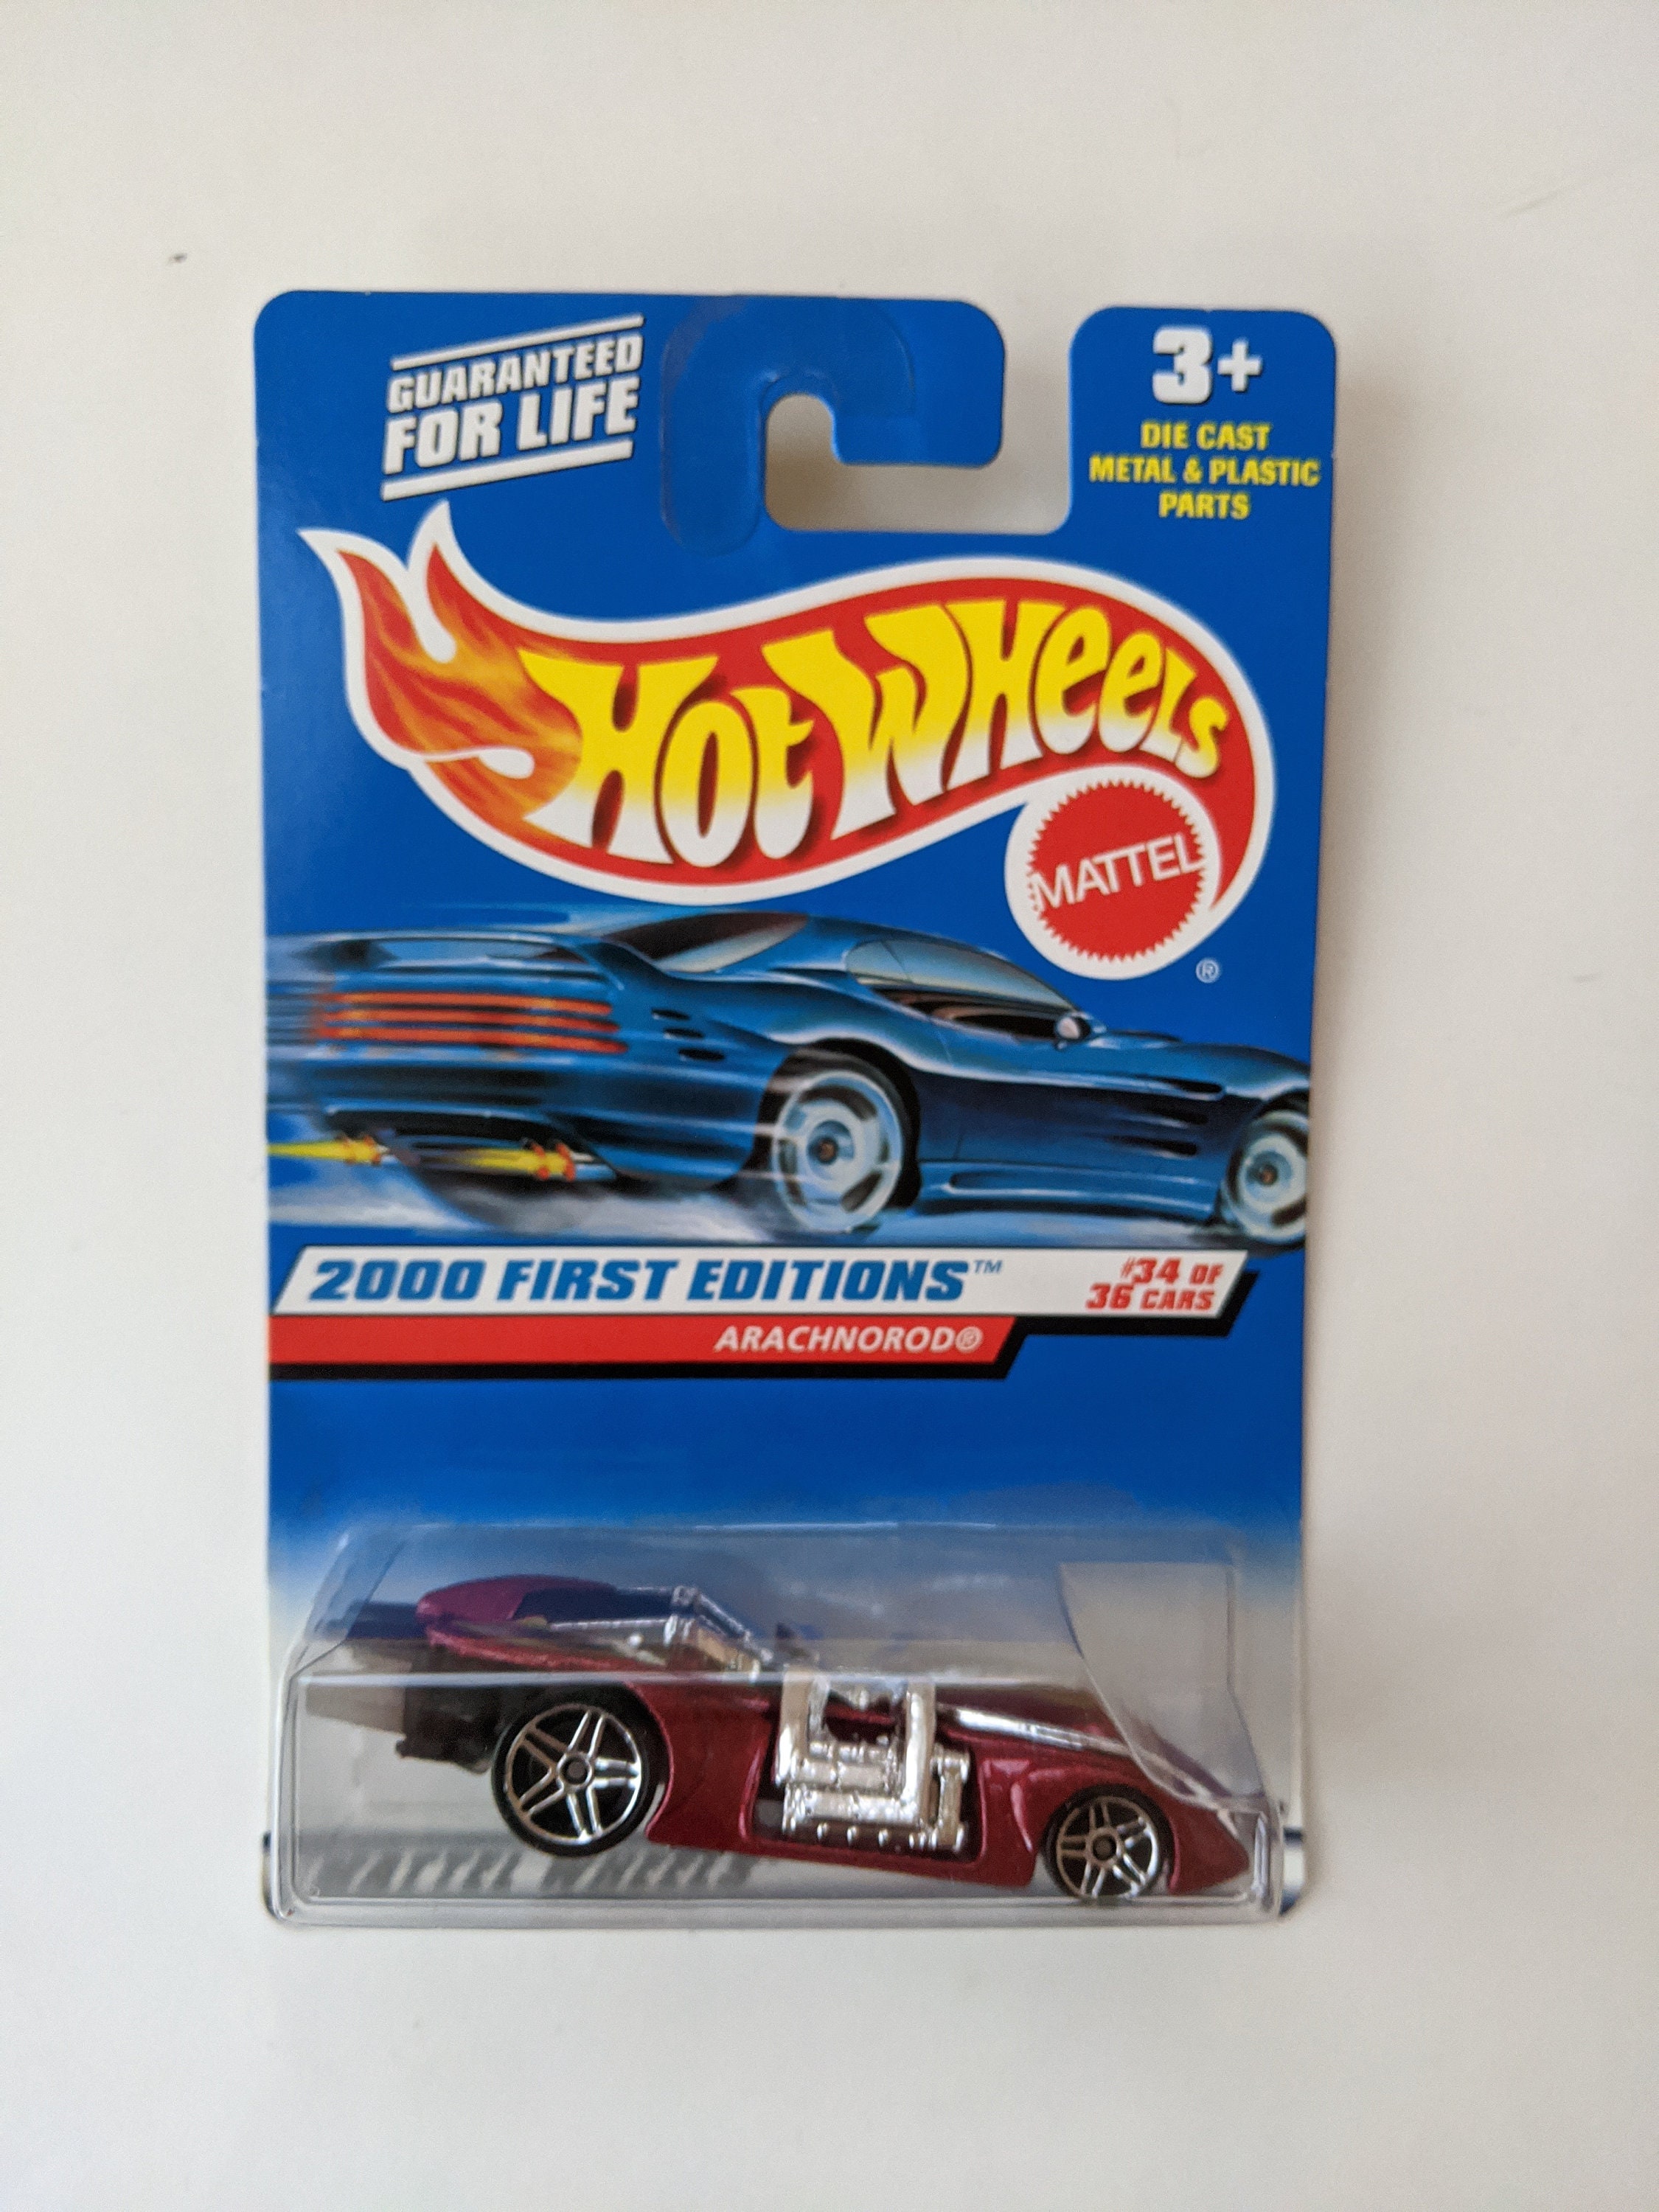 GUARANTEED
FOR LIFE
3+
DIE CAST
METAL & PLASTIC
PARTS
HOT WHEELS
MATTEL
®
2000 FIRST EDITIONS™
#34 OF
36 CARS
ARACHNOROD®